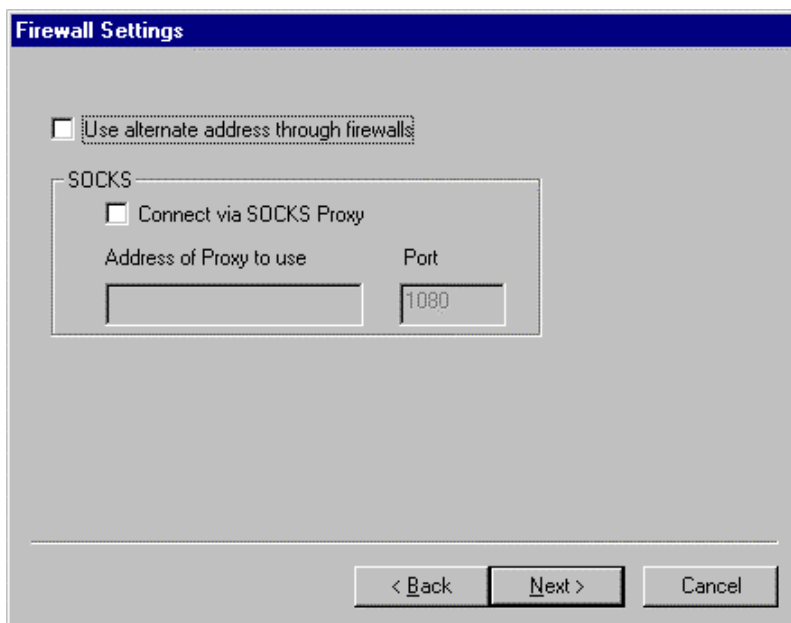 Firewall Settings
Use alternate address through firewalls
SOCKS
Connect via SOCKS Proxy
Address of Proxy to use Port
1080
< Back Next > Cancel